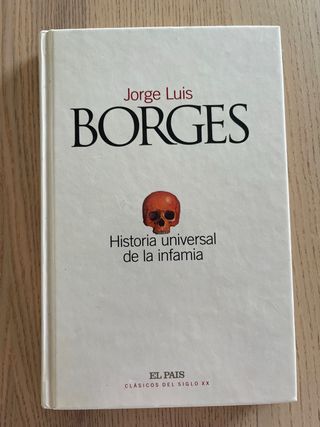 Jorge Luis
BORGES
Historia universal
de la infamia
EL PAIS
CLÁSICOS DEL SIGLO XX